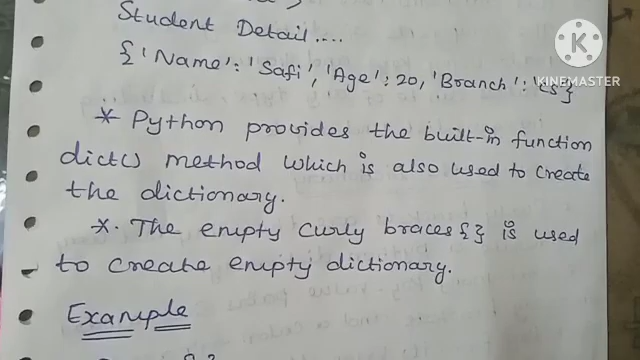 Student Detail....
{'Name': 'Safi', 'Age': 20, 'Branch': 'CS'}
* Python provides the built-in function
dict() method which is also used to create
the dictionary.
*. The empty curly braces {} is used
to create empty dictionary.
Example
KINEMASTER